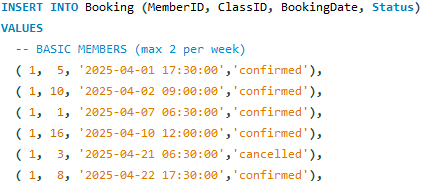 INSERT INTO Booking (MemberID, ClassID, BookingDate, Status)
VALUES
-- BASIC MEMBERS (max 2 per week)
( 1,  5, '2025-04-01 17:30:00','confirmed'),
( 1, 10, '2025-04-02 09:00:00','confirmed'),
( 1,  1, '2025-04-07 06:30:00','confirmed'),
( 1, 16, '2025-04-10 12:00:00','confirmed'),
( 1,  3, '2025-04-21 06:30:00','cancelled'),
( 1,  8, '2025-04-22 17:30:00','confirmed'),